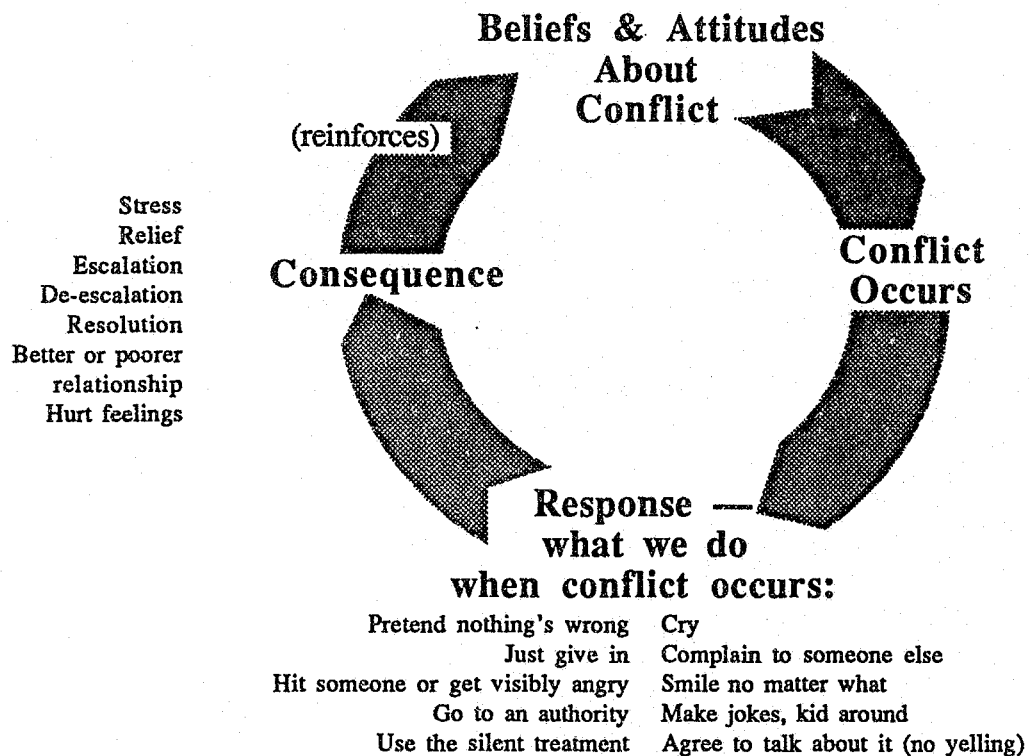 Beliefs & Attitudes
About
Conflict
(reinforces)
Conflict
Occurs
Consequence
Stress
Relief
Escalation
De-escalation
Resolution
Better or poorer
relationship
Hurt feelings
Response —
what we do
when conflict occurs:
Pretend nothing's wrong
Just give in
Hit someone or get visibly angry
Go to an authority
Use the silent treatment
Cry
Complain to someone else
Smile no matter what
Make jokes, kid around
Agree to talk about it (no yelling)